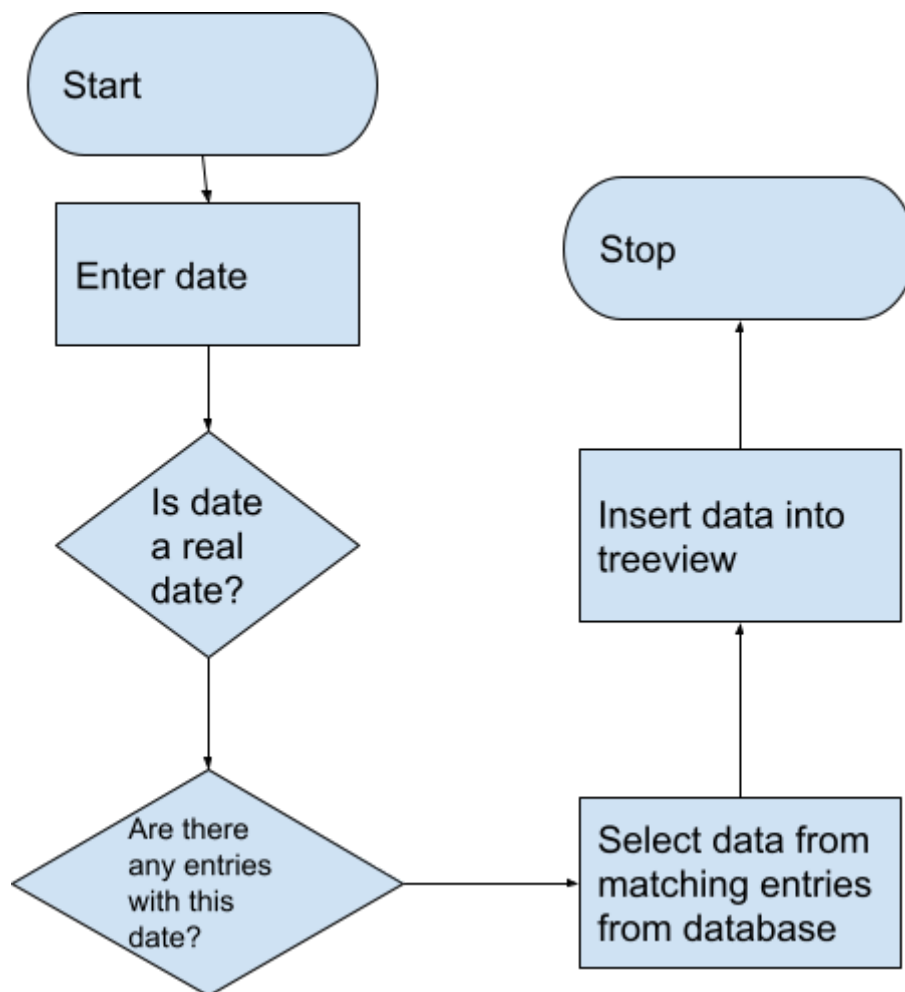 Start
Enter date
Is date
a real
date?
Are there
any entries
with this
date?
Select data from
matching entries
from database
Insert data into
treeview
Stop